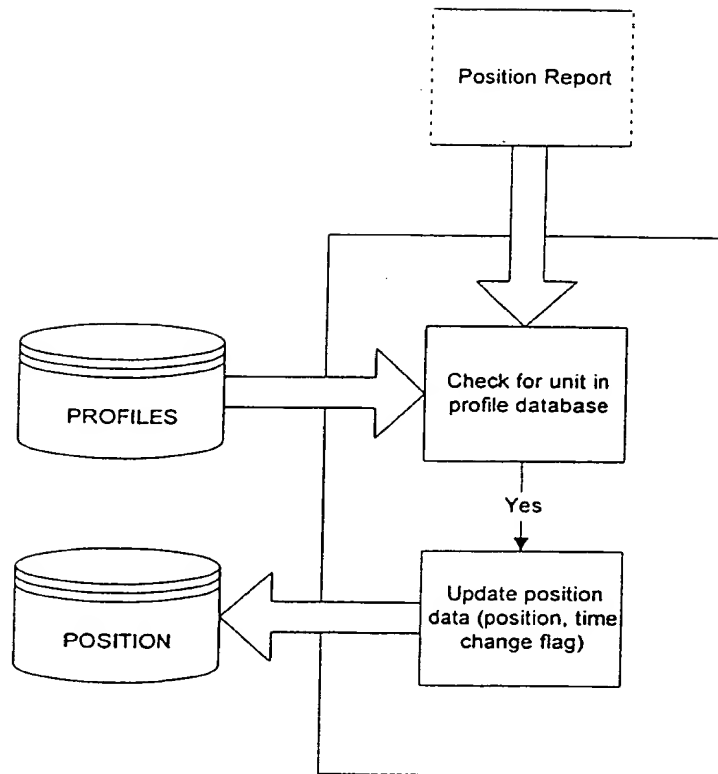 Position Report
PROFILES
Check for unit in
profile database
Yes
POSITION
Update position
data (position, time
change flag)